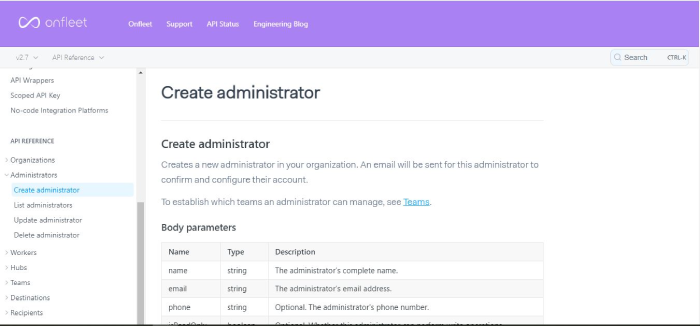 onfleet
Onfleet Support API Status Engineering Blog
v2.7 API Reference
Search CTRL-K
API Wrappers
Scoped API Key
No-code Integration Platforms
API REFERENCE
Organizations
Administrators
Create administrator
List administrators
Update administrator
Delete administrator
Workers
Hubs
Teams
Destinations
Recipients
Create administrator
Create administrator
Creates a new administrator in your organization. An email will be sent for this administrator to
confirm and configure their account.
To establish which teams an administrator can manage, see Teams.
Body parameters
Name Type Description
name string The administrator's complete name.
email string The administrator's email address.
phone string Optional. The administrator's phone number.